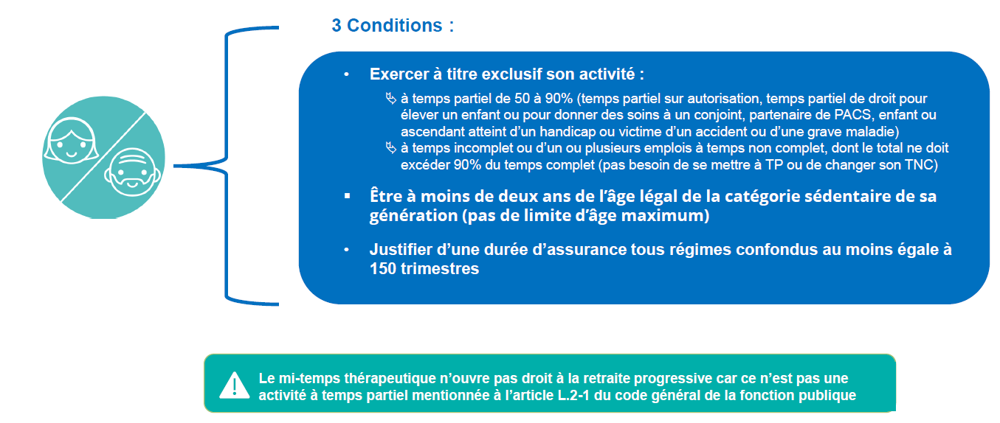 3 Conditions :
• Exercer à titre exclusif son activité :
à temps partiel de 50 à 90% (temps partiel sur autorisation, temps partiel de droit pour
élever un enfant ou pour donner des soins à un conjoint, partenaire de PACS, enfant ou
ascendant atteint d’un handicap ou victime d’un accident ou d’une grave maladie)
à temps incomplet ou d’un ou plusieurs emplois à temps non complet, dont le total ne doit
excéder 90% du temps complet (pas besoin de se mettre à TP ou de changer son TNC)
▪ Être à moins de deux ans de l’âge légal de la catégorie sédentaire de sa
génération (pas de limite d’âge maximum)
• Justifier d’une durée d’assurance tous régimes confondus au moins égale à
150 trimestres
Le mi-temps thérapeutique n’ouvre pas droit à la retraite progressive car ce n’est pas une
activité à temps partiel mentionnée à l’article L.2-1 du code général de la fonction publique